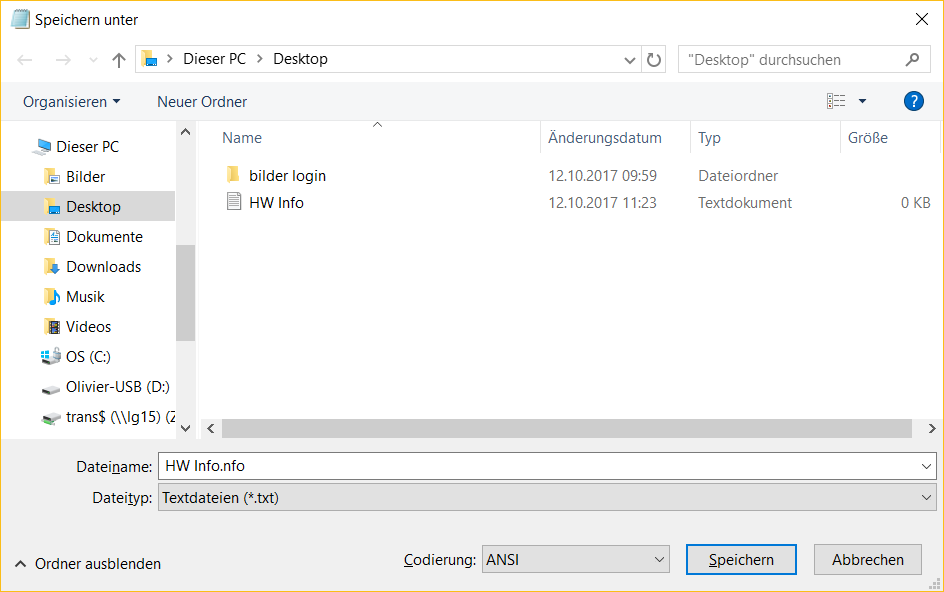 Speichern unter
Dieser PC > Desktop
"Desktop" durchsuchen
Organisieren
Neuer Ordner
?
Name
Änderungsdatum
Typ
Größe
Dieser PC
Bilder
Desktop
Dokumente
Downloads
Musik
Videos
OS (C:)
Olivier-USB (D:)
trans$ (\\lg15) (Z
bilder login 12.10.2017 09:59 Dateiordner
HW Info 12.10.2017 11:23 Textdokument 0 KB
Dateiname: HW Info.nfo
Dateityp: Textdateien (*.txt)
Ordner ausblenden
Codierung: ANSI
Speichern
Abbrechen